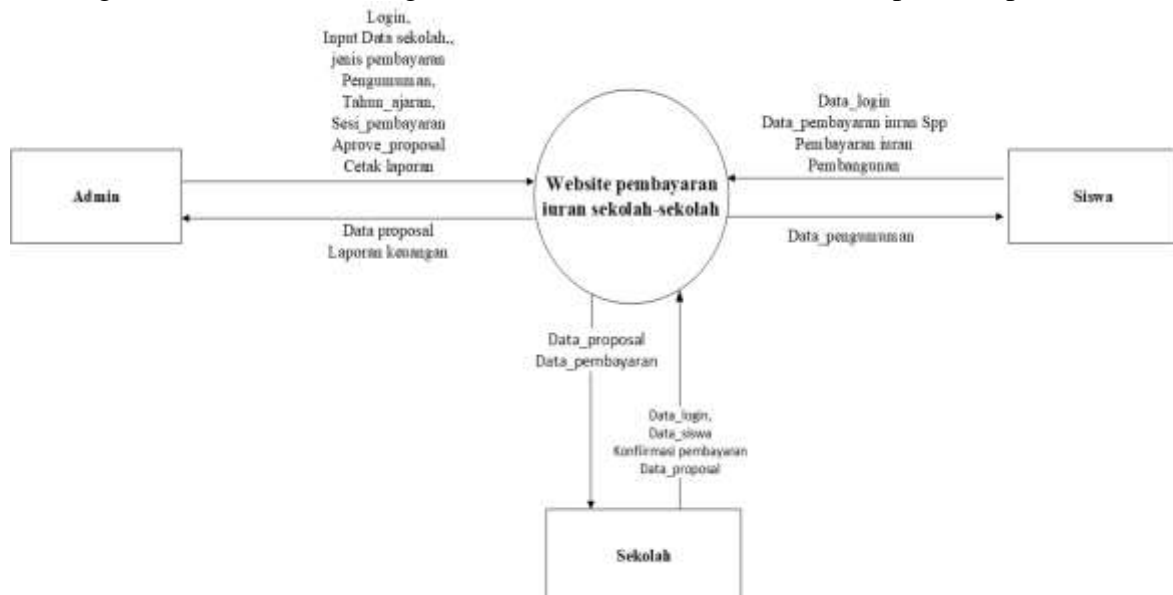 Login,
Input Data sekolah,,
jenis pembayaran
Pengumuman,
Tahun_ajaran,
Sesi_pembayaran
Aprove_proposal
Cetak laporan
Admin
Data proposal
Laporan keuangan
Website pembayaran
iuran sekolah-sekolah
Data_login
Data_pembayaran iuran Spp
Pembayaran iuran
Pembangunan
Siswa
Data_pengumuman
Data_proposal
Data_pembayaran
Data_login,
Data_siswa
Konfiirmasi pembayaran
Data_proposal
Sekolah